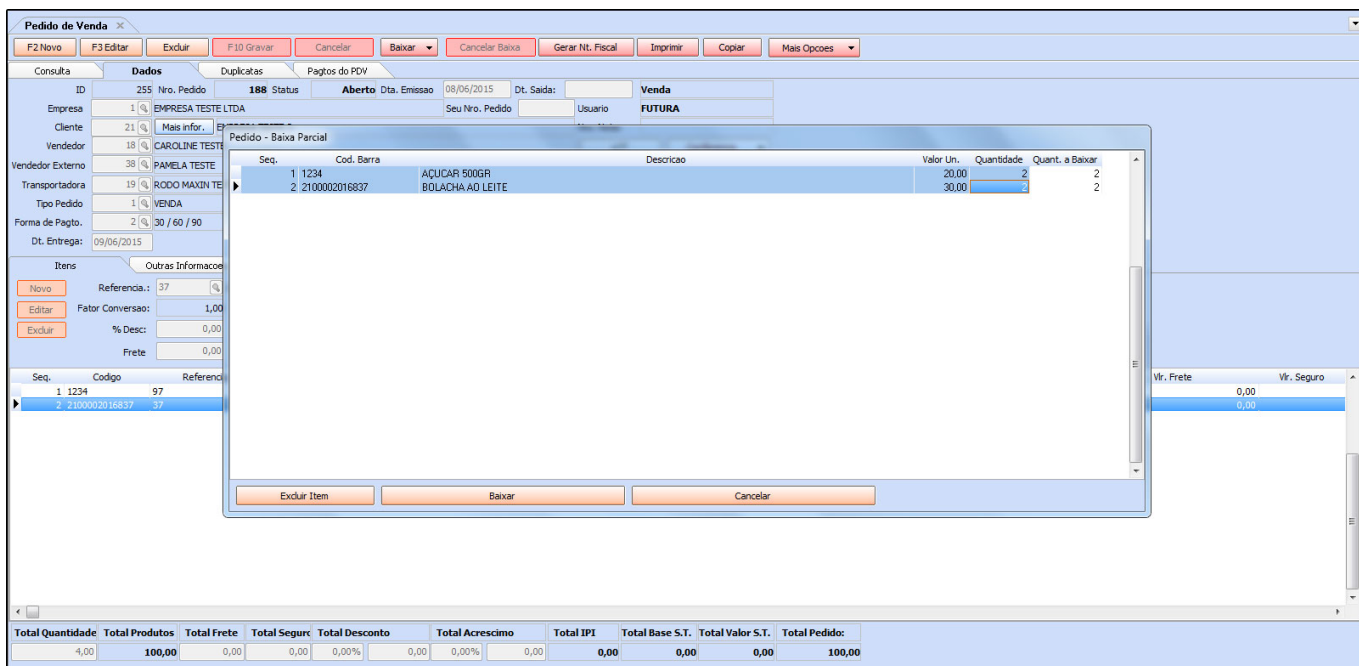 Pedido de Venda
F2 Novo F3 Editar Excluir F10 Gravar Cancelar Baixar Cancelar Baixa Gerar Nt. Fiscal Imprimir Copiar Mais Opcoes
Consulta Dados Duplicatas Pagtos do PDV
ID 255 Nro. Pedido 188 Status Aberto Dta. Emissao 08/06/2015 Dt. Saida: Venda
Empresa 1 EMPRESA TESTE LTDA Seu Nro. Pedido Usuario FUTURA
Cliente 21 Mais infor.
Vendedor 18 CAROLINE TESTE
Vendedor Externo 38 PAMELA TESTE
Transportadora 19 RODO MAXIN TE
Tipo Pedido 1 VENDA
Forma de Pagto. 2 30 / 60 / 90
Dt. Entrega: 09/06/2015
Pedido - Baixa Parcial
Seq. Cod. Barra Descricao Valor Un. Quantidade Quant. a Baixar
1 1234 AÇUCAR 500GR 20,00 2 2
2 2100002016837 BOLACHA AO LEITE 30,00 2 2
Excluir Item Baixar Cancelar
Itens Outras Informacoe
Novo Referencia.: 37
Editar Fator Conversao: 1,00
Excluir % Desc: 0,00
Frete 0,00
Seq. Codigo Referenci Vlr. Frete Vlr. Seguro
1 1234 97 0,00
2 2100002016837 37 0,00
Total Quantidade Total Produtos Total Frete Total Seguro Total Desconto Total Acrescimo Total IPI Total Base S.T. Total Valor S.T. Total Pedido:
4,00 100,00 0,00 0,00 0,00% 0,00 0,00% 0,00 0,00 0,00 0,00 100,00